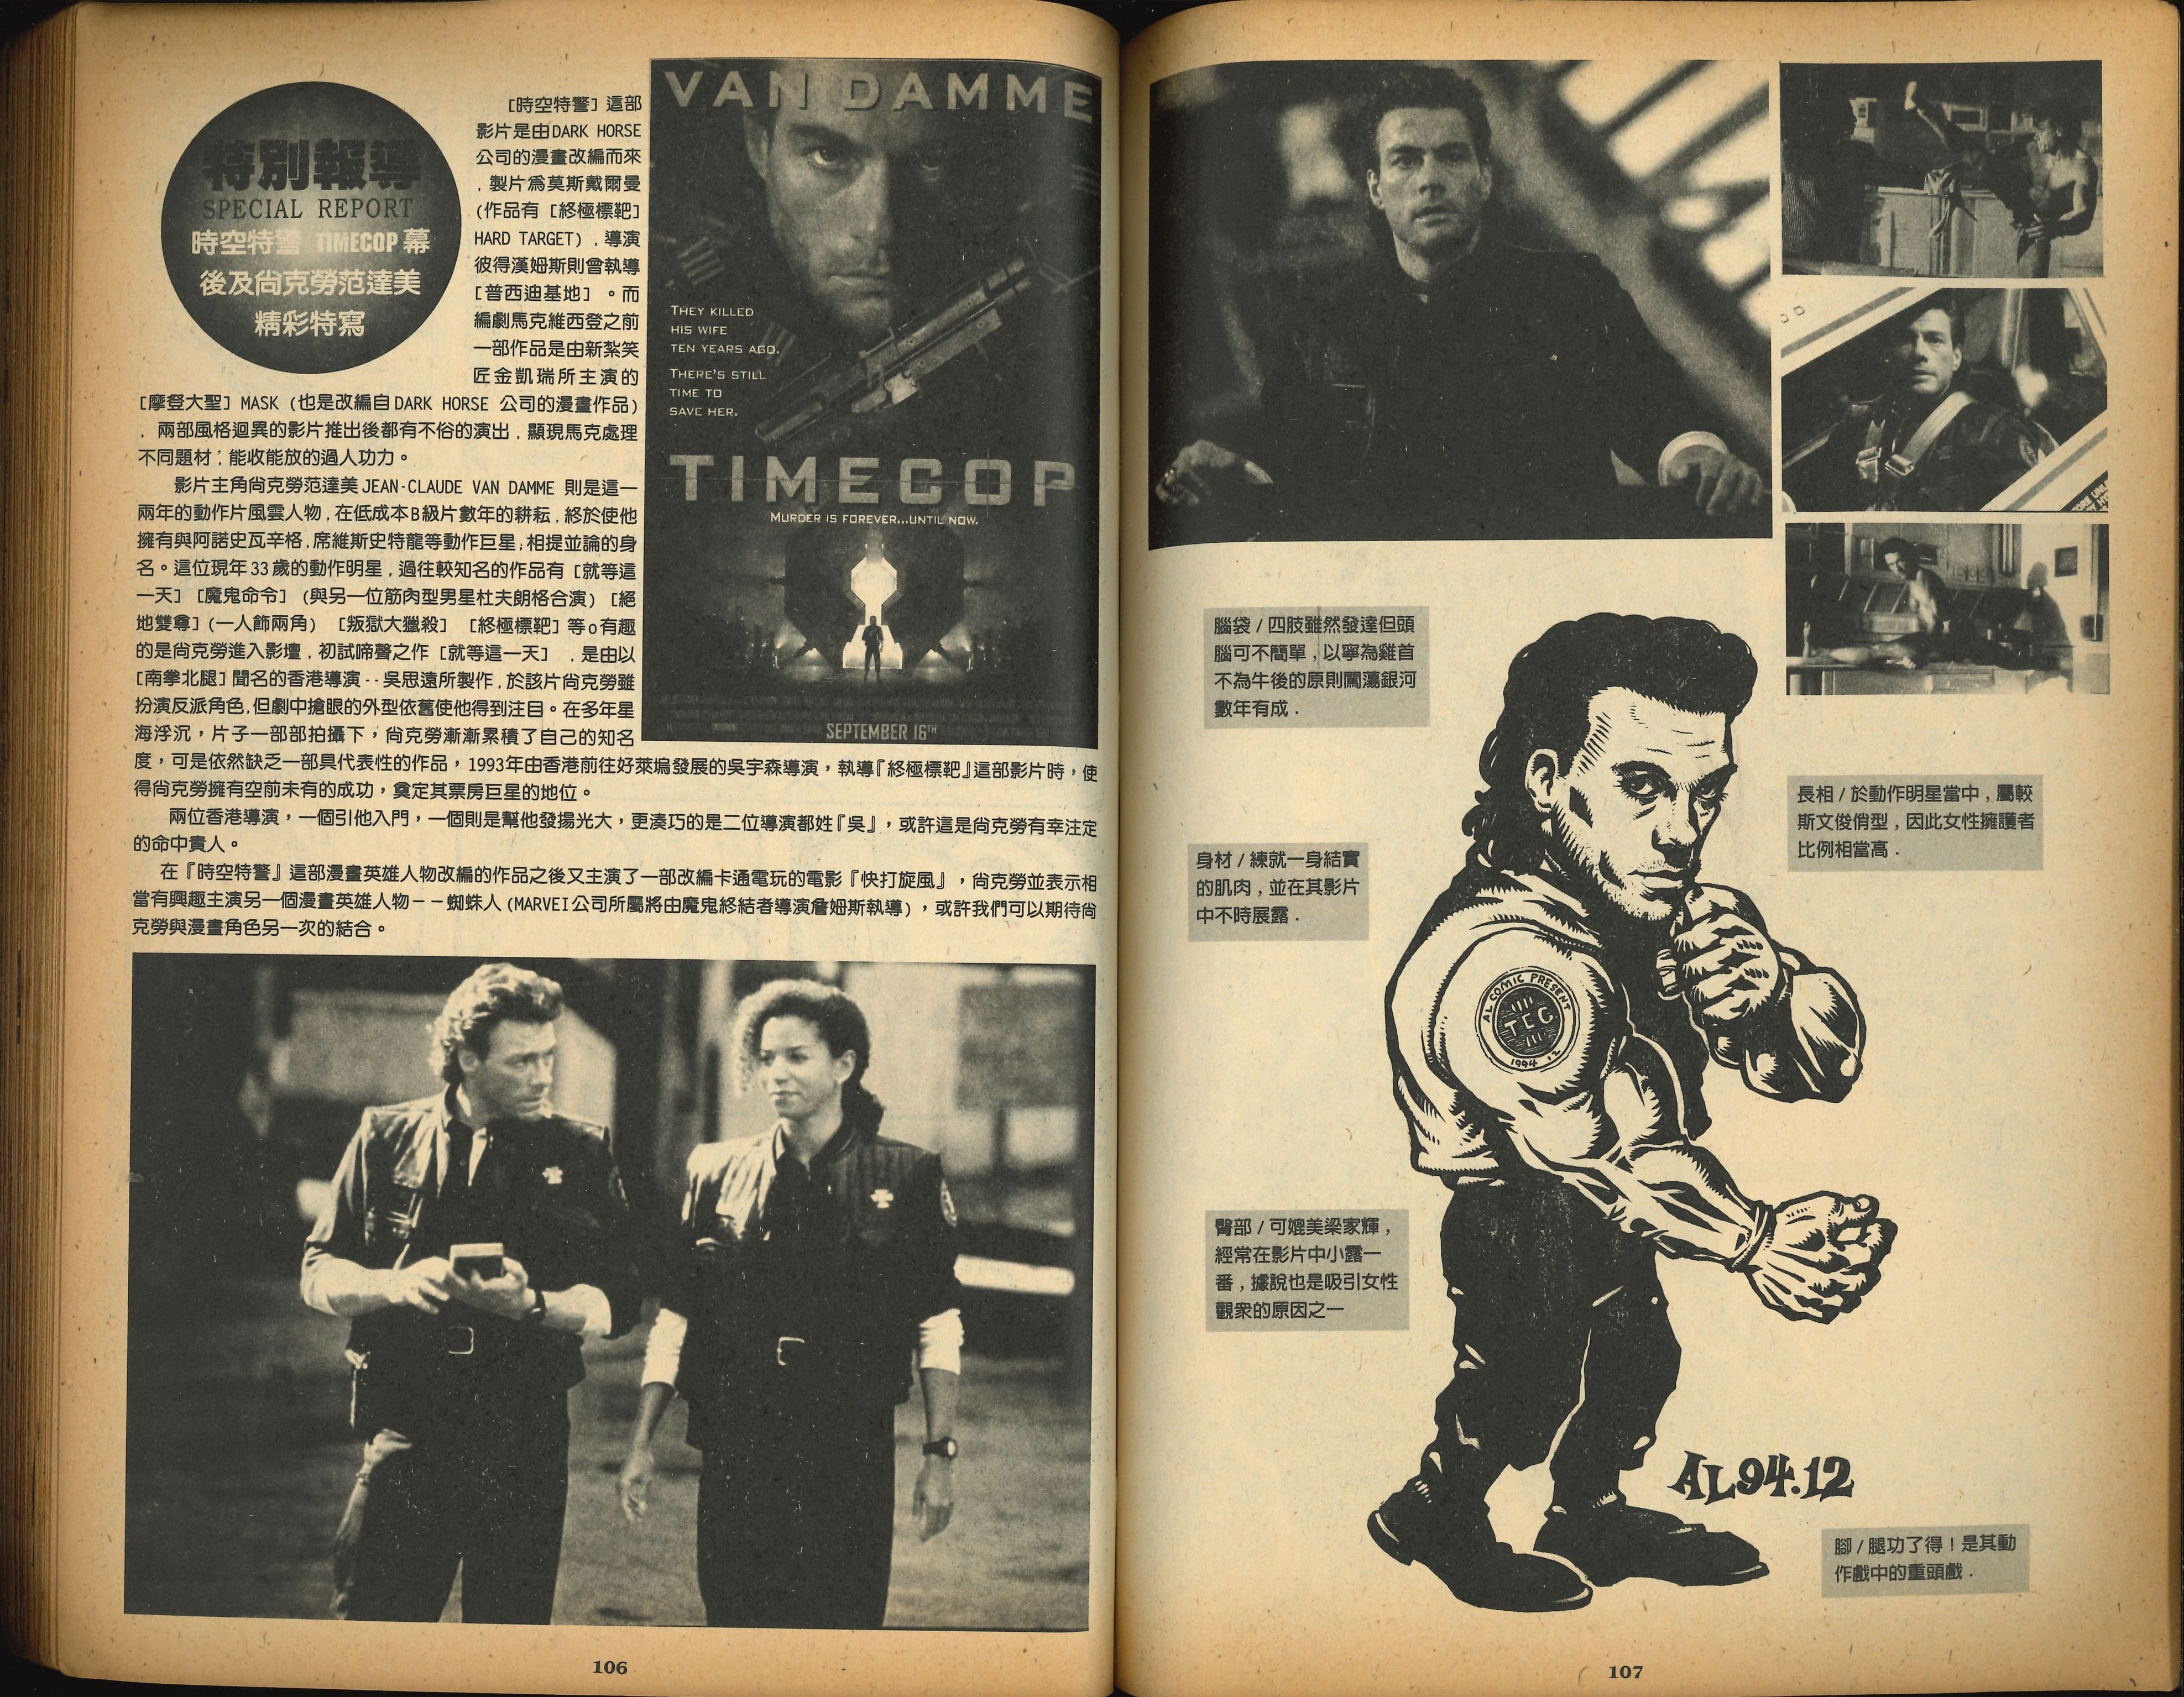 特別報導
SPECIAL REPORT
時空特警 TIMECOP 幕
後及尚克勞范達美
精彩特寫
[時空特警] 這部
影片是由DARK HORSE
公司的漫畫改編而來
，製片為莫斯戴爾曼
(作品有 [終極標靶]
HARD TARGET)，導演
彼得漢姆斯則曾執導
[普西迪基地] 。而
編劇馬克維西登之前
一部作品是由新紮笑
匠金凱瑞所主演的
[摩登大聖] MASK (也是改編自DARK HORSE 公司的漫畫作品)
，兩部風格迴異的影片推出後都有不俗的演出，顯現馬克處理
不同題材；能收能放的過人功力。
影片主角尚克勞范達美JEAN-CLAUDE VAN DAMME 則是這一
兩年的動作片風雲人物，在低成本B級片數年的耕耘，終於使他
擁有與阿諾史瓦辛格，席維斯史特龍等動作巨星，相提並論的身
名。這位現年33歲的動作明星，過往較知名的作品有 [就等這
一天] [魔鬼命令] (與另一位筋肉型男星杜夫朗格合演) [絕
地雙尊] (一人飾兩角) [叛獄大獵殺] [終極標靶] 等o有趣
的是尚克勞進入影壇，初試啼聲之作 [就等這一天] ，是由以
[南拳北腿] 聞名的香港導演--吳思遠所製作，於該片尚克勞雖
扮演反派角色，但劇中搶眼的外型依舊使他得到注目。在多年星
海浮沉，片子一部部拍攝下，尚克勞漸漸累積了自己的知名
度，可是依然缺乏一部具代表性的作品，1993年由香港前往好萊塢發展的吳宇森導演，執導『終極標靶』這部影片時，使
得尚克勞擁有空前未有的成功，奠定其票房巨星的地位。
兩位香港導演，一個引他入門，一個則是幫他發揚光大，更湊巧的是二位導演都姓『吳』，或許這是尚克勞有幸注定
的命中貴人。
在『時空特警』這部漫畫英雄人物改編的作品之後又主演了一部改編卡通電玩的電影『快打旋風』，尚克勞並表示相
當有興趣主演另一個漫畫英雄人物－－蜘蛛人(MARVEI公司所屬將由魔鬼終結者導演詹姆斯執導)，或許我們可以期待尚
克勞與漫畫角色另一次的結合。
VAN DAMME
THEY KILLED
HIS WIFE
TEN YEARS AGO.
THERE'S STILL
TIME TO
SAVE HER.
TIMECOP
MURDER IS FOREVER...UNTIL NOW.
SEPTEMBER 16TH
106
腦袋 / 四肢雖然發達但頭
腦可不簡單，以寧為雞首
不為牛後的原則闖蕩銀河
數年有成．
長相 / 於動作明星當中，屬較
斯文俊俏型，因此女性擁護者
比例相當高．
身材 / 練就一身結實
的肌肉，並在其影片
中不時展露．
AL COMIC PRESENT
TEC
1994 12
臀部 / 可媲美梁家輝，
經常在影片中小露一
番，據說也是吸引女性
觀眾的原因之一
AL94.12
腳 / 腿功了得！是其動
作戲中的重頭戲．
107